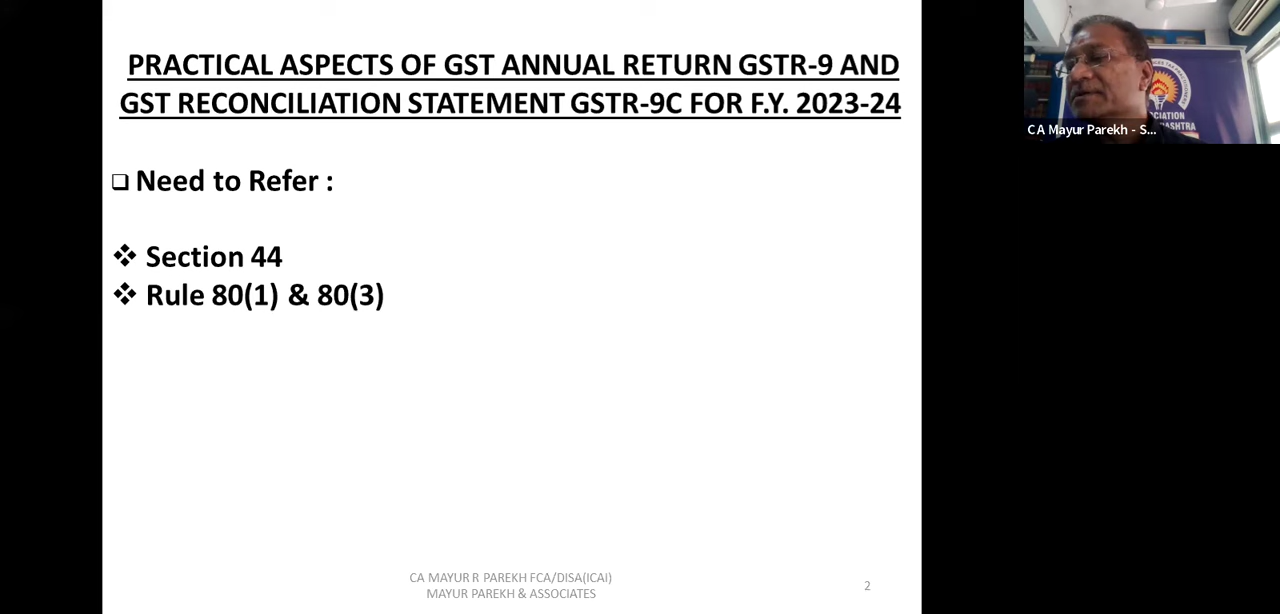 PRACTICAL ASPECTS OF GST ANNUAL RETURN GSTR-9 AND
GST RECONCILIATION STATEMENT GSTR-9C FOR F.Y. 2023-24
❑ Need to Refer :
❖ Section 44
❖ Rule 80(1) & 80(3)
CA MAYUR R PAREKH FCA/DISA(ICAI)
MAYUR PAREKH & ASSOCIATES
2
CIATION
C A Mayur Parekh - S...